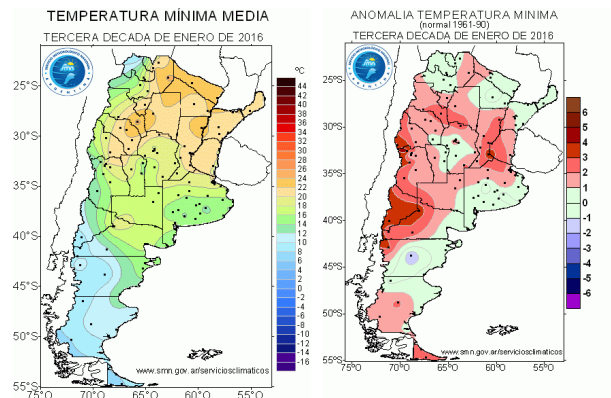 TEMPERATURA MÍNIMA MEDIA
TERCERA DECADA DE ENERO DE 2016
ºC
44
42
40
38
36
34
32
30
28
26
24
22
20
18
16
14
12
10
8
6
4
2
0
-2
-4
-6
-8
-10
-12
-14
-16
25°S
30°S
35°S
40°S
45°S
50°S
55°S
75°O
70°O
65°O
60°O
55°O
www.smn.gov.ar/serviciosclimaticos
ANOMALIA TEMPERATURA MINIMA
(normal 1961-90)
TERCERA DECADA DE ENERO DE 2016
6
5
4
3
2
1
-1
-2
-3
-4
-5
-6
25°S
30°S
35°S
40°S
45°S
50°S
55°S
75°O
70°O
65°O
60°O
55°O
www.smn.gov.ar/serviciosclimaticos